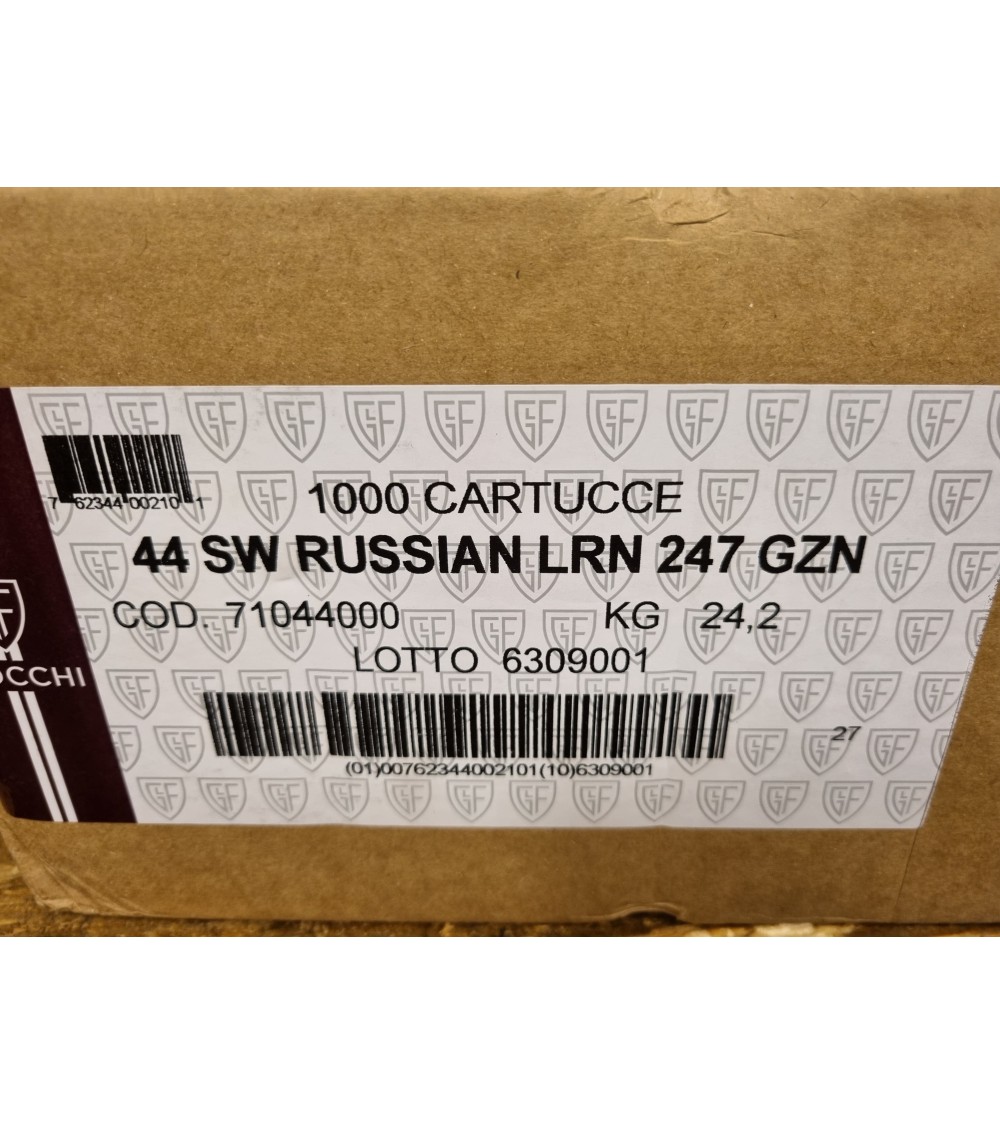 7 62344 00210 1
1000 CARTUCCE
44 SW RUSSIAN LRN 247 GZN
COD. 71044000 KG 24,2
LOTTO 6309001
OCCHI
27
(01)00762344002101(10)6309001